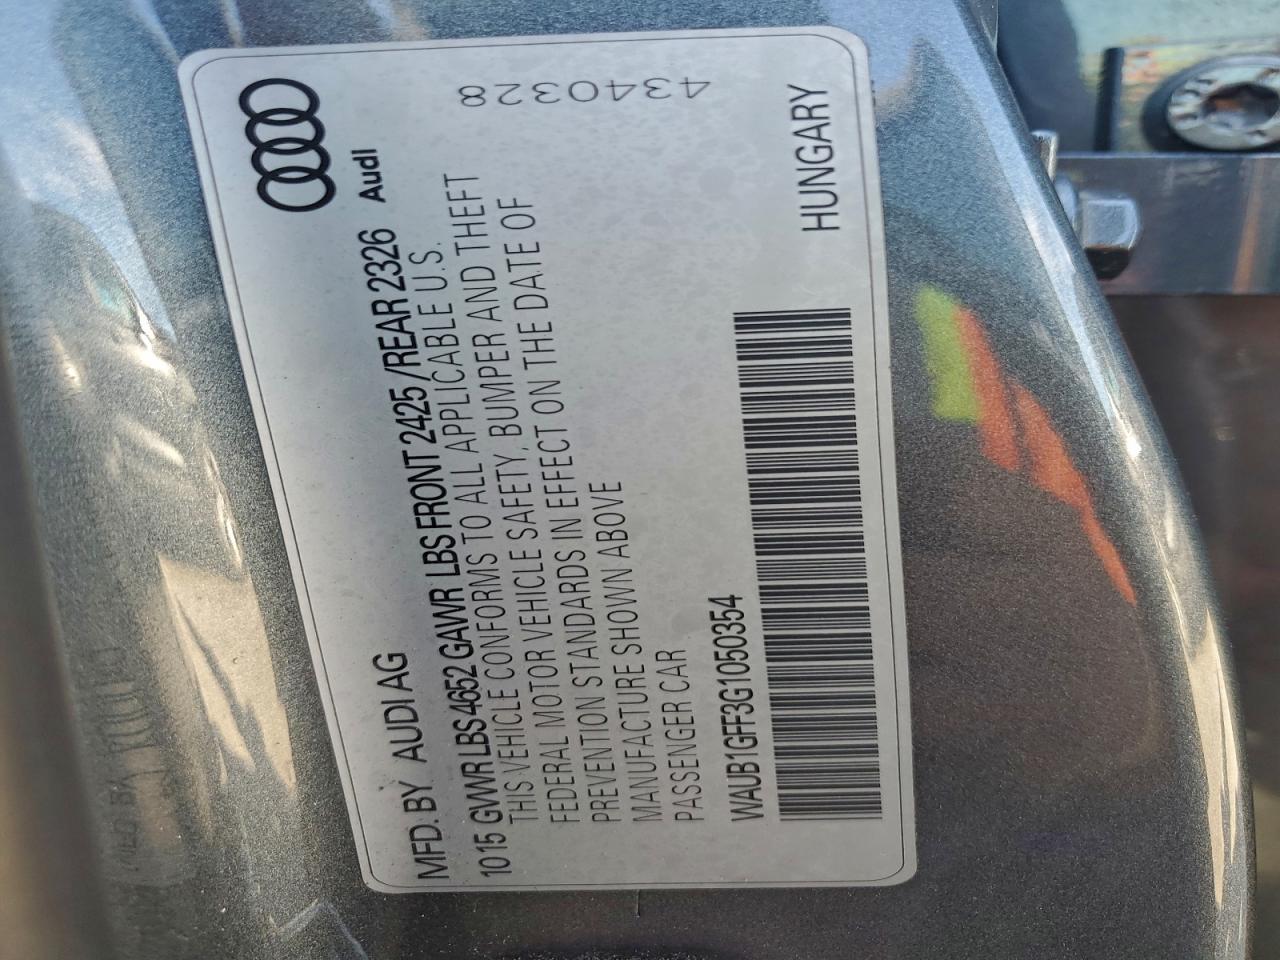 MFD. BY AUDI AG
Audi
1015 GVWR LBS 4652 GAWR LBS FRONT 2425 / REAR 2326
THIS VEHICLE CONFORMS TO ALL APPLICABLE U.S.
FEDERAL MOTOR VEHICLE SAFETY, BUMPER AND THEFT
PREVENTION STANDARDS IN EFFECT ON THE DATE OF
MANUFACTURE SHOWN ABOVE
PASSENGER CAR
4340328
WAUB1GFF3G1050354
HUNGARY